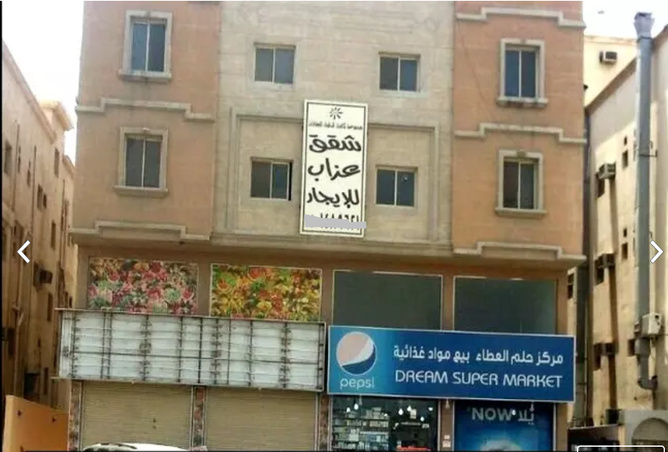 شقق
عزاب
للإيجار
pepsi
مركز حلم العطاء بيع مواد غذائية
DREAM SUPER MARKET
NOW يلا